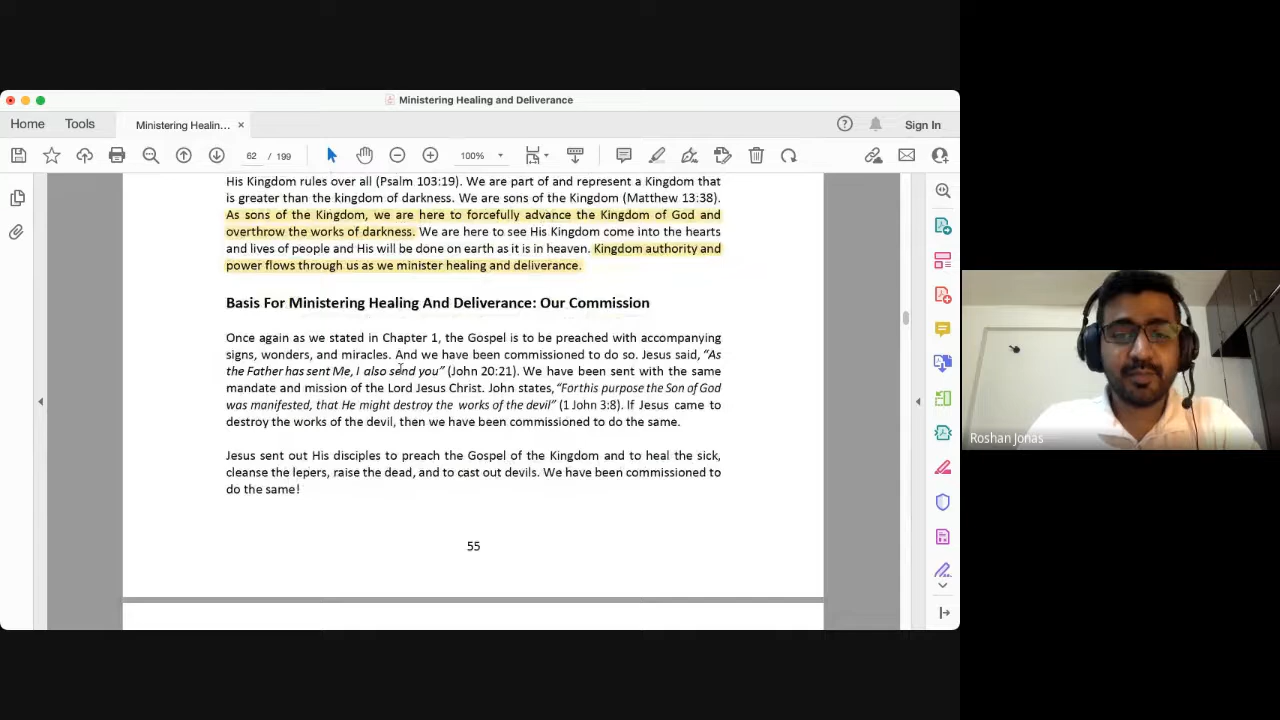 Ministering Healing and Deliverance
Home Tools Ministering Healin... × Sign In
62 / 199 100%
His Kingdom rules over all (Psalm 103:19). We are part of and represent a Kingdom that
is greater than the kingdom of darkness. We are sons of the Kingdom (Matthew 13:38).
As sons of the Kingdom, we are here to forcefully advance the Kingdom of God and
overthrow the works of darkness. We are here to see His Kingdom come into the hearts
and lives of people and His will be done on earth as it is in heaven. Kingdom authority and
power flows through us as we minister healing and deliverance.
Basis For Ministering Healing And Deliverance: Our Commission
Once again as we stated in Chapter 1, the Gospel is to be preached with accompanying
signs, wonders, and miracles. And we have been commissioned to do so. Jesus said, “As
the Father has sent Me, I also send you” (John 20:21). We have been sent with the same
mandate and mission of the Lord Jesus Christ. John states, “For this purpose the Son of God
was manifested, that He might destroy the works of the devil” (1 John 3:8). If Jesus came to
destroy the works of the devil, then we have been commissioned to do the same.
Jesus sent out His disciples to preach the Gospel of the Kingdom and to heal the sick,
cleanse the lepers, raise the dead, and to cast out devils. We have been commissioned to
do the same!
55
Roshan Jonas